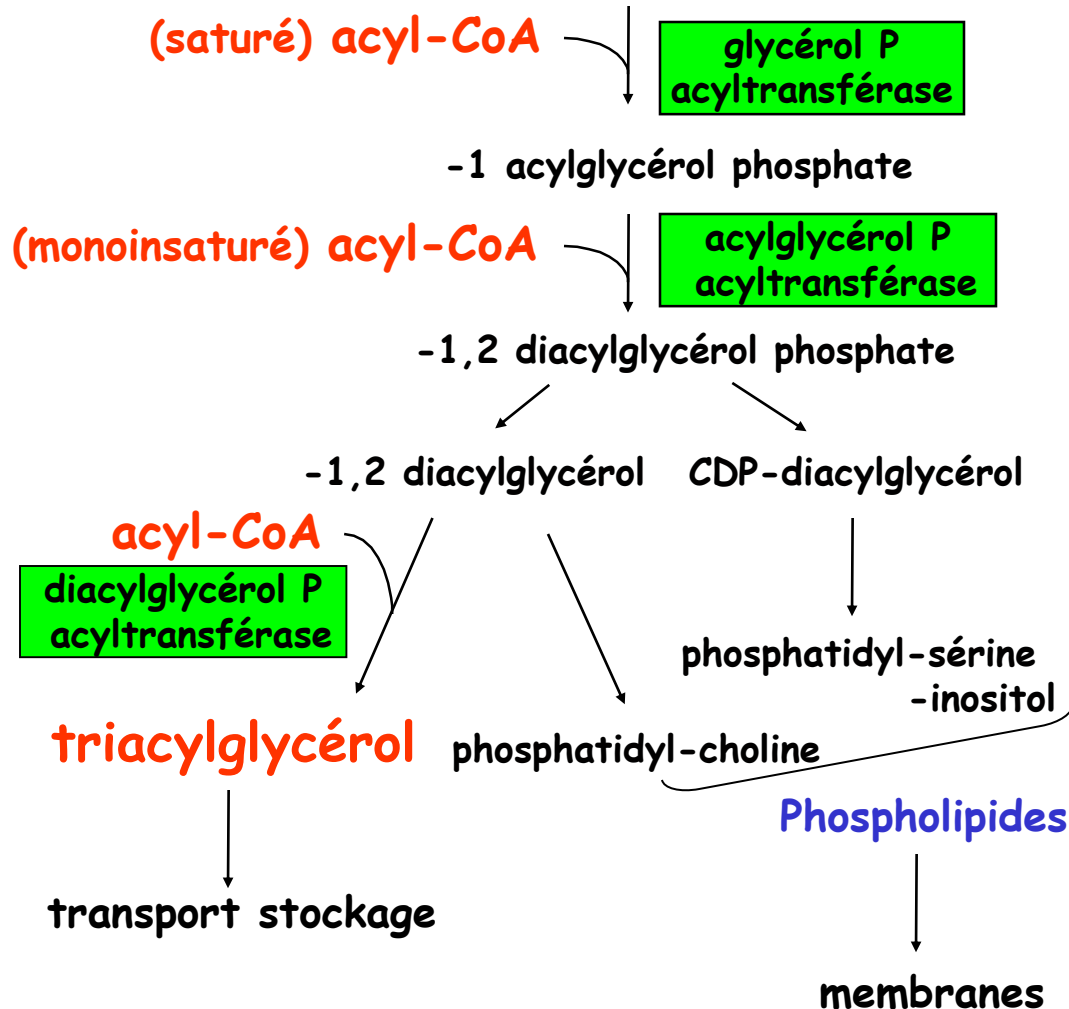 (saturé) acyl-CoA
glycérol P
acyltransférase
-1 acylglycérol phosphate
(monoinsaturé) acyl-CoA
acylglycérol P
acyltransférase
-1,2 diacylglycérol phosphate
-1,2 diacylglycérol
CDP-diacylglycérol
acyl-CoA
diacylglycérol P
acyltransférase
phosphatidyl-sérine
-inositol
triacylglycérol
phosphatidyl-choline
Phospholipides
transport stockage
membranes